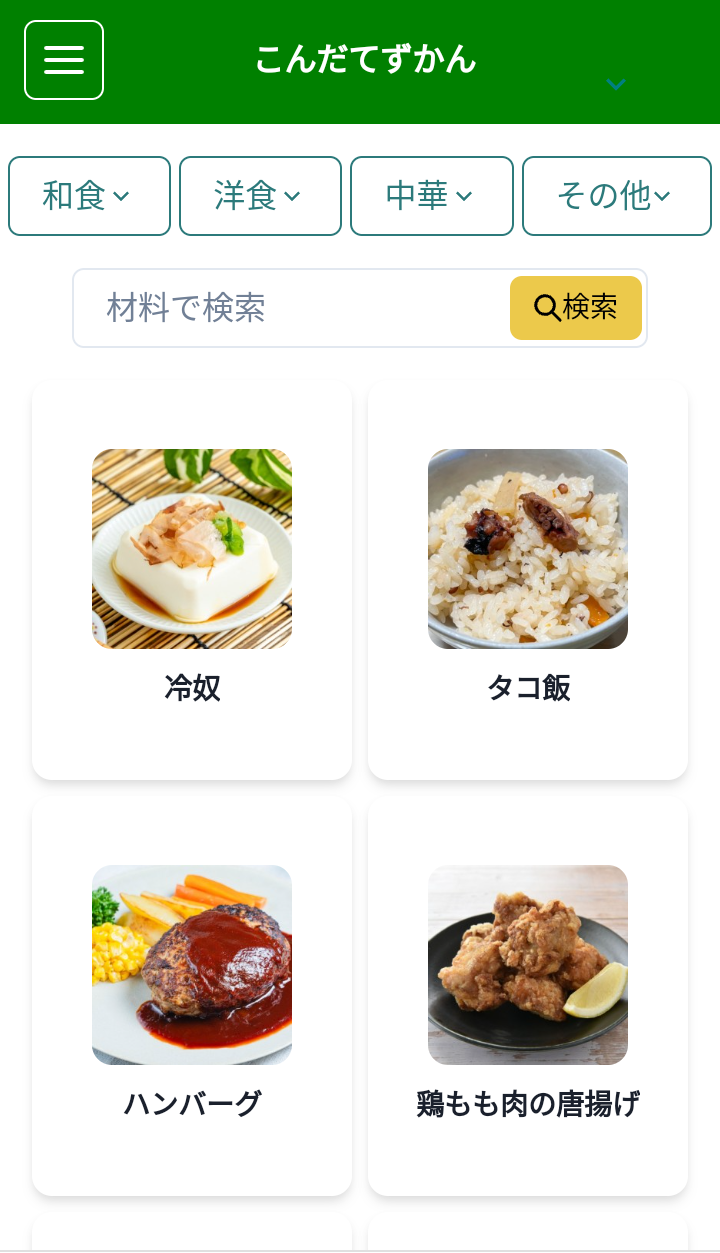 こんだてずかん
和食
洋食
中華
その他
材料で検索
検索
冷奴
タコ飯
ハンバーグ
鶏もも肉の唐揚げ